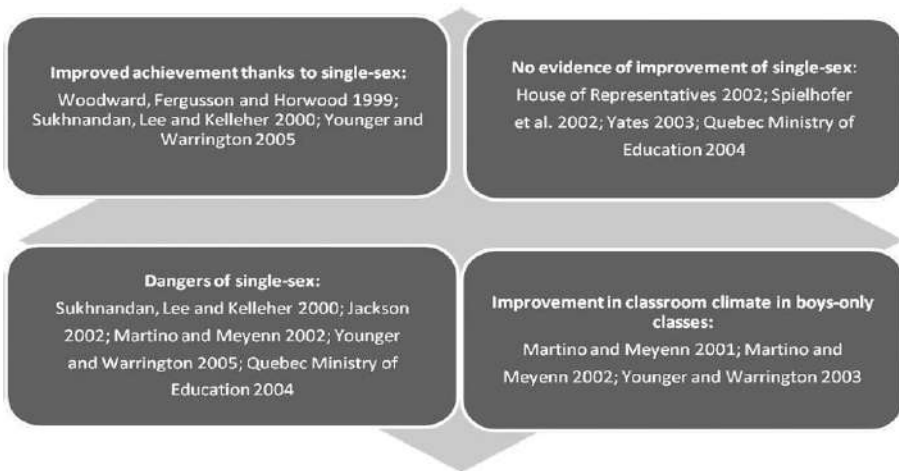 Improved achievement thanks to single-sex:
Woodward, Fergusson and Horwood 1999;
Sukhnandan, Lee and Kelleher 2000; Younger and
Warrington 2005
No evidence of improvement of single-sex:
House of Representatives 2002; Spielhofer
et al. 2002; Yates 2003; Quebec Ministry of
Education 2004
Dangers of single-sex:
Sukhnandan, Lee and Kelleher 2000; Jackson
2002; Martino and Meyenn 2002; Younger
and Warrington 2005; Quebec Ministry of
Education 2004
Improvement in classroom climate in boys-only
classes:
Martino and Meyenn 2001; Martino and
Meyenn 2002; Younger and Warrington 2003